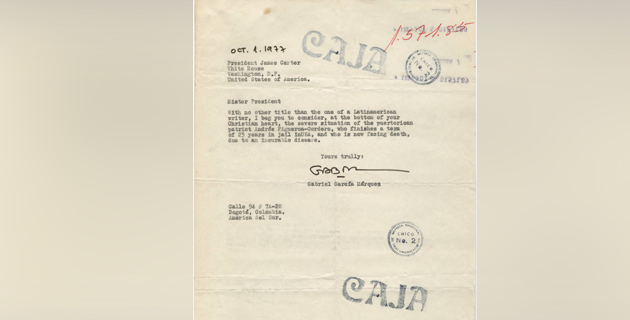 1.571.85
CAJA
OCT. 1. 1977
President James Carter
White House
Washington, D.F.
United States of America.
Mister President
With no other title than the one of a Latinamerican
writer, I beg you to consider, at the bottom of your
Christian heart, the severe situation of the puertorican
patriot Andrés Figueroa-Cordero, who finishes a term
of 25 years in jail TODAY, and who is now facing death,
due to an incurable disease.
Yours truly:
Gabriel García Márquez
Calle 94 # 7A-28
Bogotá, Colombia.
América del Sur.
CHICO
No. 2
CAJA